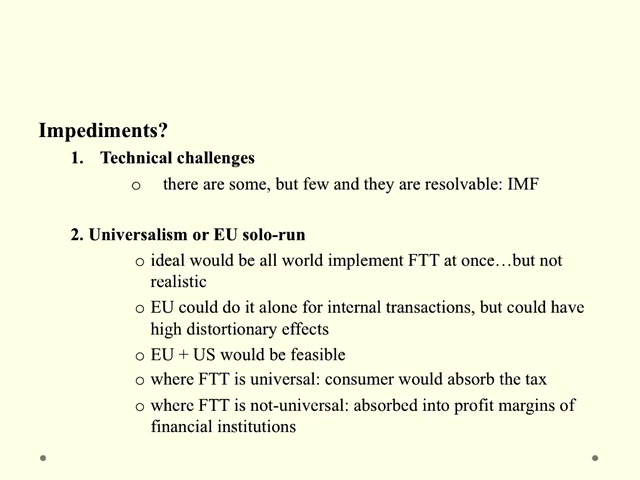 Impediments?
1. Technical challenges
o there are some, but few and they are resolvable: IMF
2. Universalism or EU solo-run
o ideal would be all world implement FTT at once…but not
realistic
o EU could do it alone for internal transactions, but could have
high distortionary effects
o EU + US would be feasible
o where FTT is universal: consumer would absorb the tax
o where FTT is not-universal: absorbed into profit margins of
financial institutions